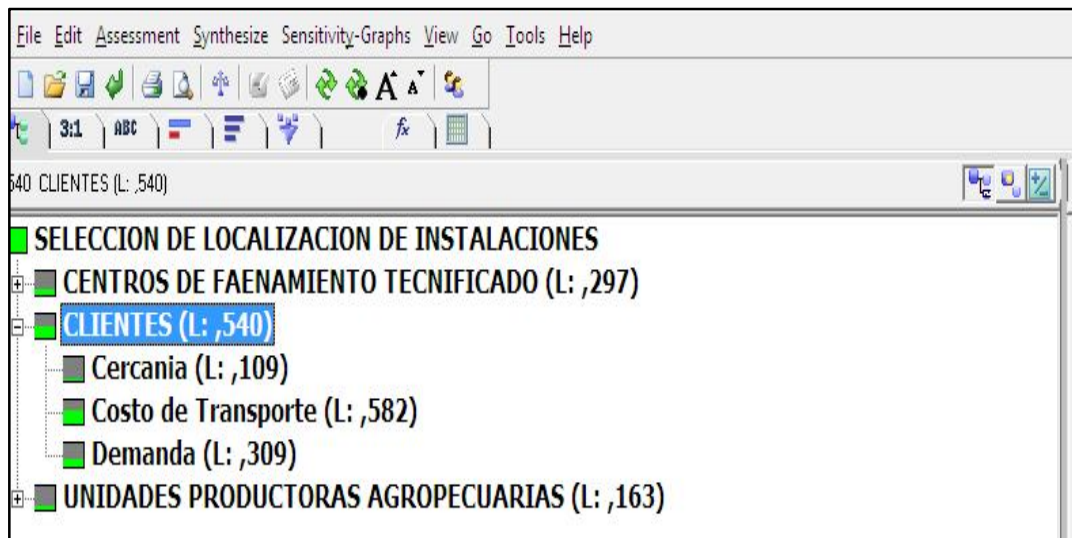 File Edit Assessment Synthesize Sensitivity-Graphs View Go Tools Help
A A
3:1 ABC fx
540 CLIENTES (L: ,540)
SELECCION DE LOCALIZACION DE INSTALACIONES
CENTROS DE FAENAMIENTO TECNIFICADO (L: ,297)
CLIENTES (L: ,540)
Cercania (L: ,109)
Costo de Transporte (L: ,582)
Demanda (L: ,309)
UNIDADES PRODUCTORAS AGROPECUARIAS (L: ,163)